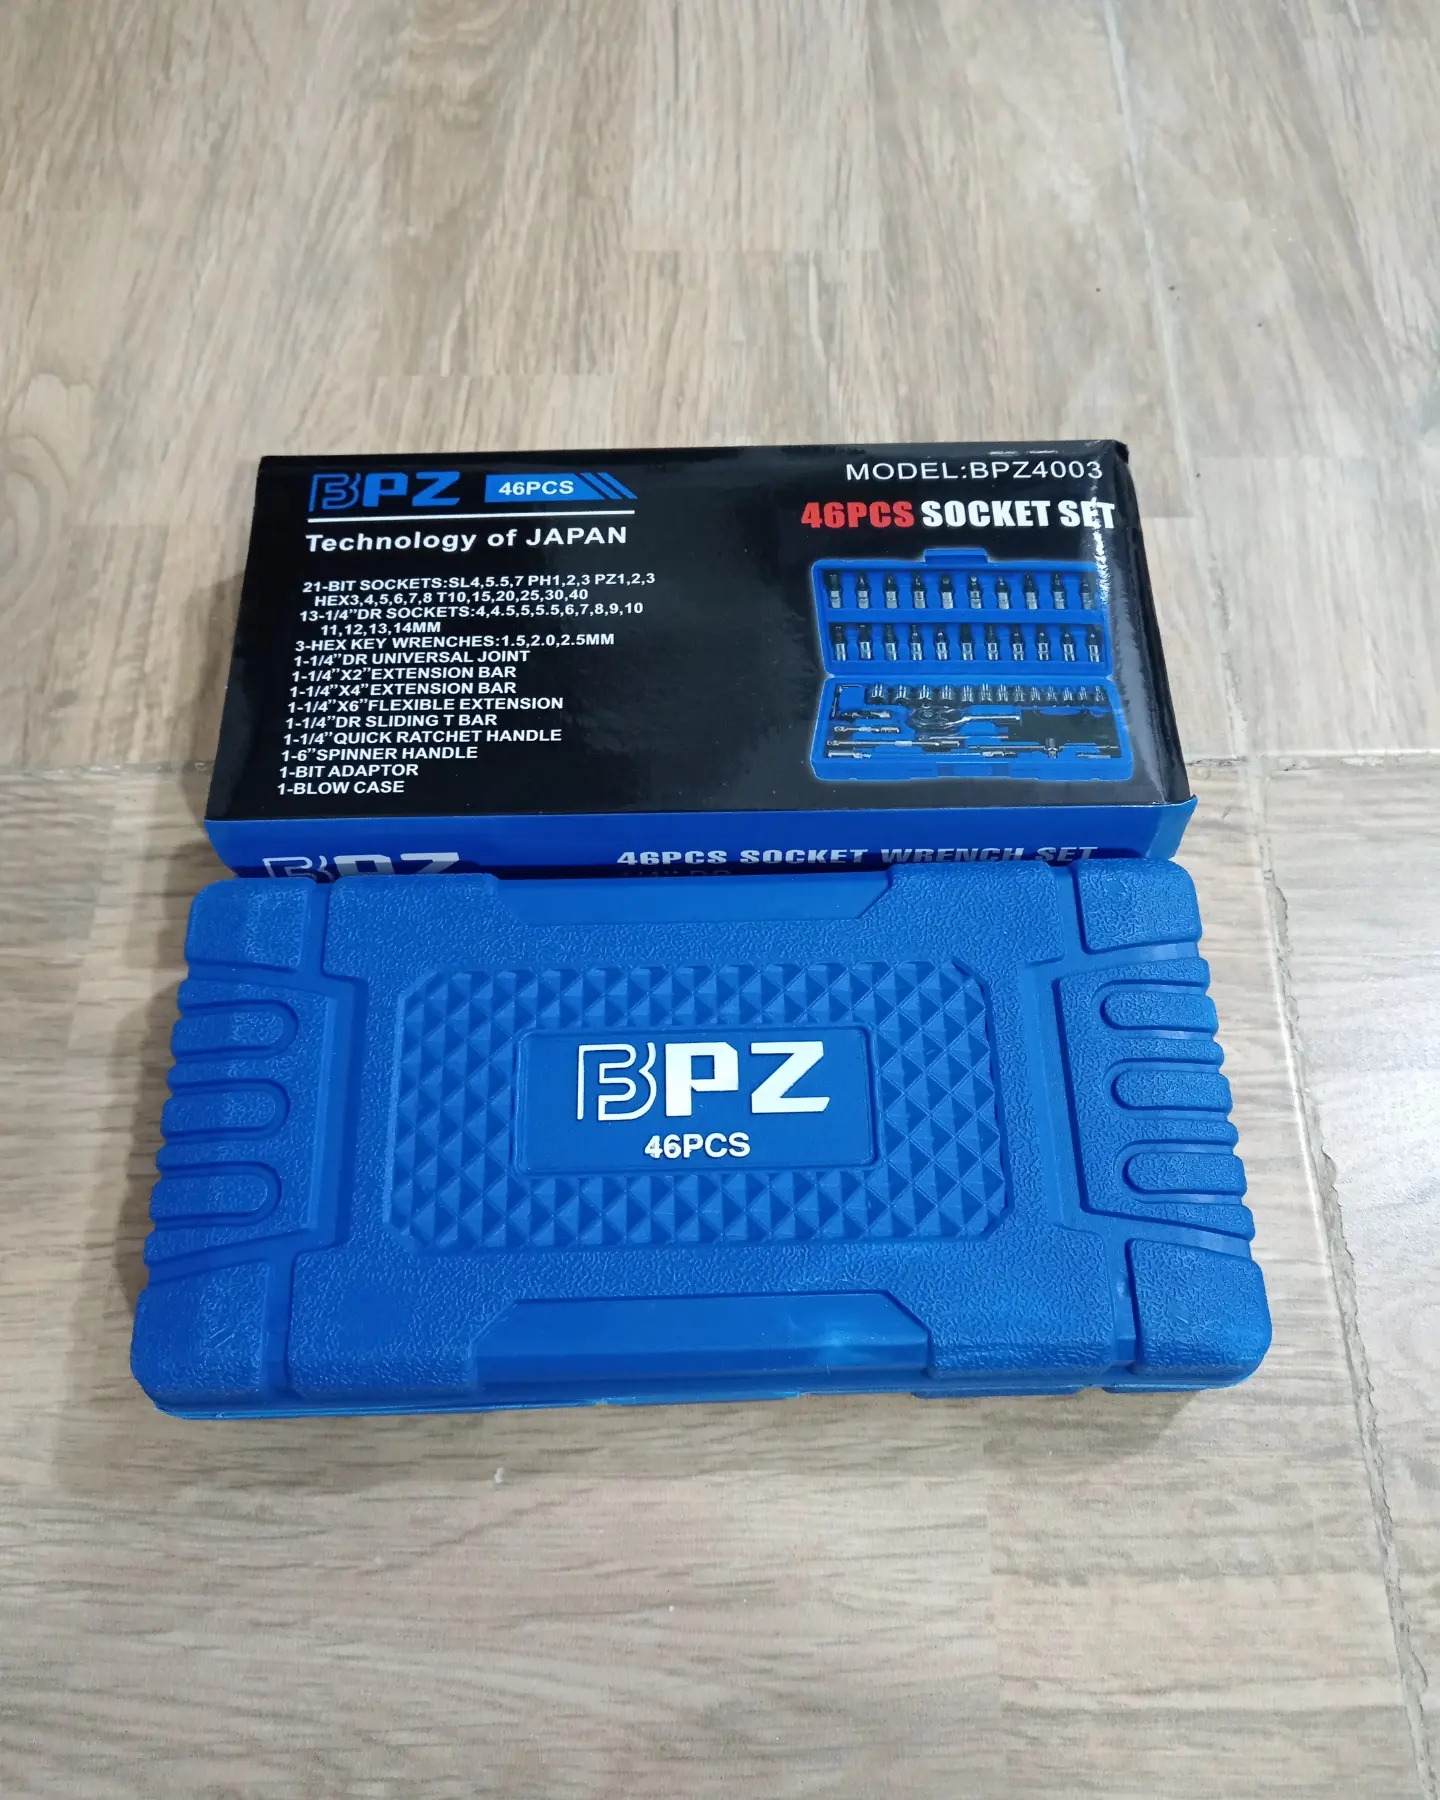 BPZ 46PCS
Technology of JAPAN
MODEL:BPZ4003
46PCS SOCKET SET
21-BIT SOCKETS:SL4,5.5,7 PH1,2,3 PZ1,2,3
HEX3,4,5,6,7,8 T10,15,20,25,30,40
13-1/4”DR SOCKETS:4,4.5,5,5.5,6,7,8,9,10
11,12,13,14MM
3-HEX KEY WRENCHES:1.5,2.0,2.5MM
1-1/4”DR UNIVERSAL JOINT
1-1/4”X2”EXTENSION BAR
1-1/4”X4”EXTENSION BAR
1-1/4”X6”FLEXIBLE EXTENSION
1-1/4”DR SLIDING T BAR
1-1/4”QUICK RATCHET HANDLE
1-6”SPINNER HANDLE
1-BIT ADAPTOR
1-BLOW CASE
BPZ
46PCS SOCKET WRENCH SET
BPZ
46PCS